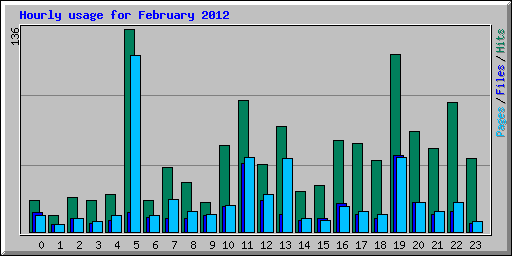 Hourly usage for February 2012
136
Pages/Files/Hits
0 1 2 3 4 5 6 7 8 9 10 11 12 13 14 15 16 17 18 19 20 21 22 23